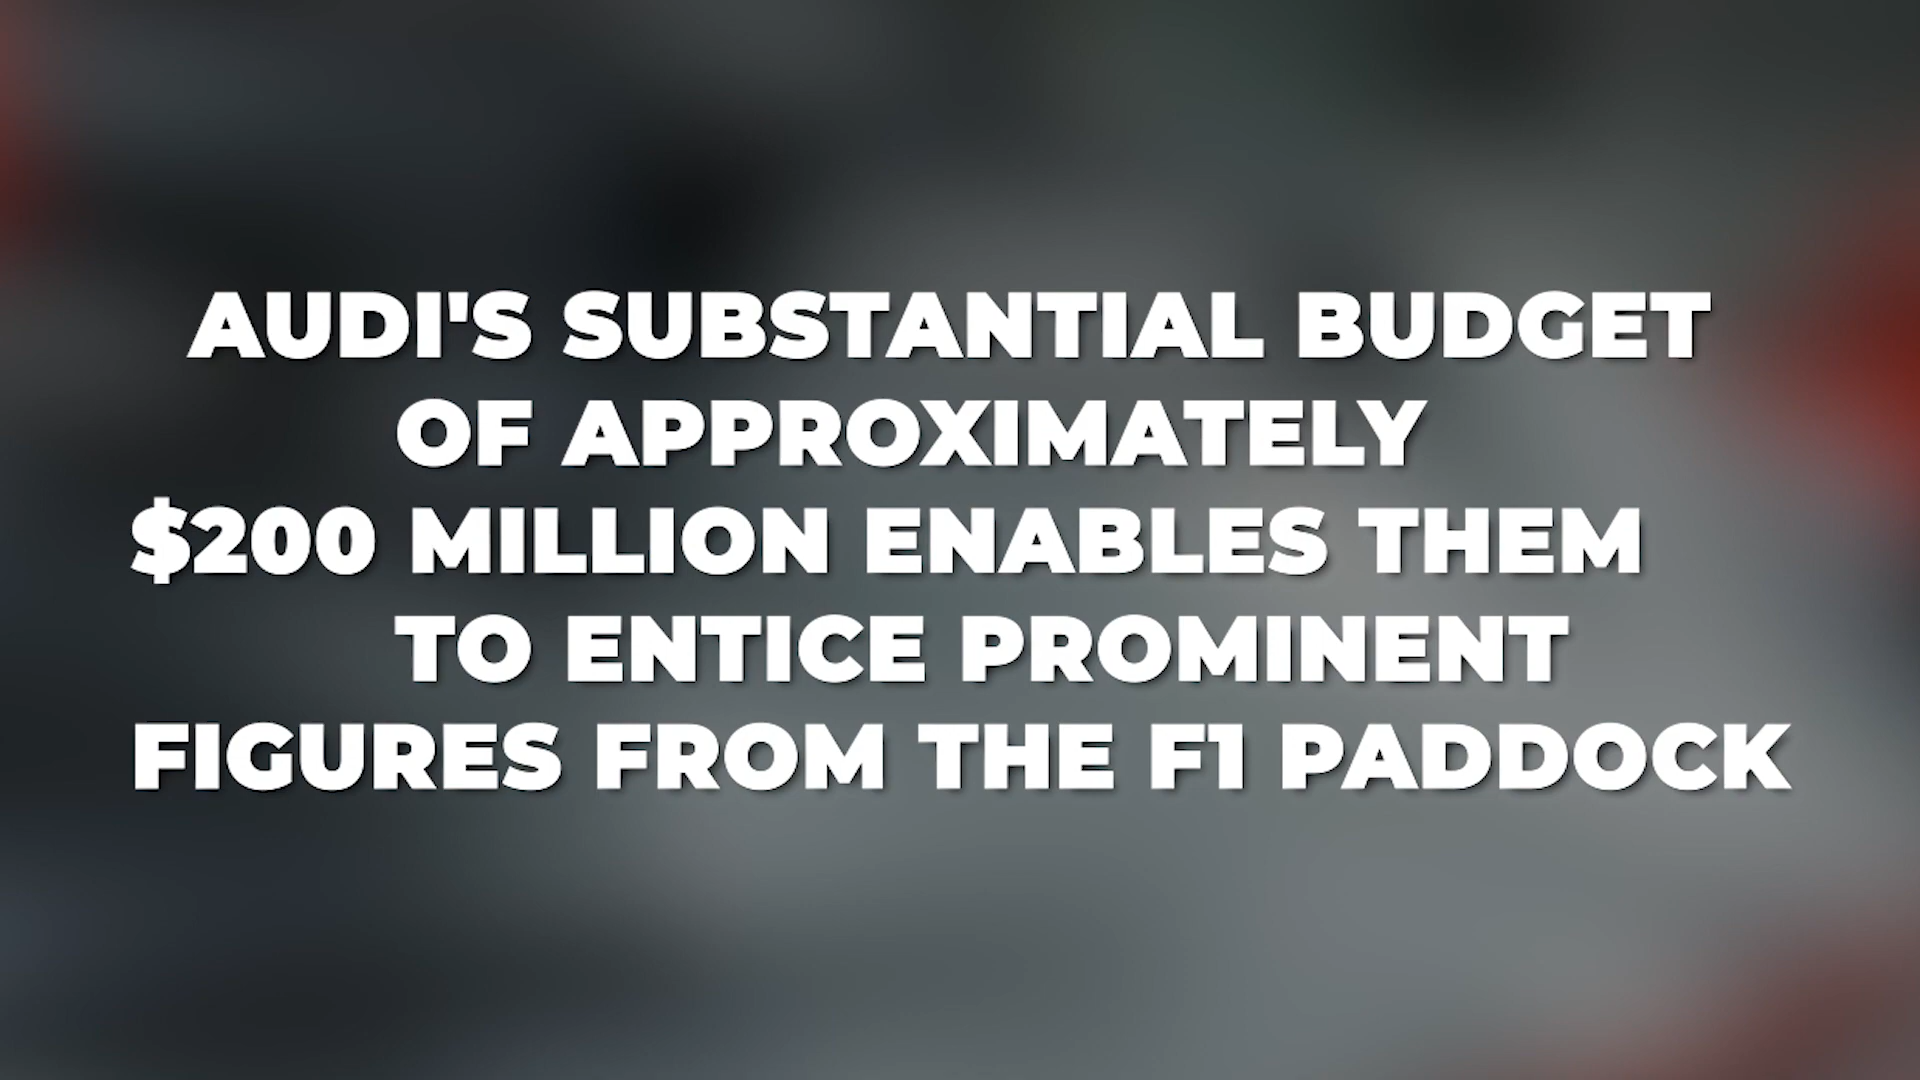 AUDI'S SUBSTANTIAL BUDGET
OF APPROXIMATELY
$200 MILLION ENABLES THEM
TO ENTICE PROMINENT
FIGURES FROM THE F1 PADDOCK